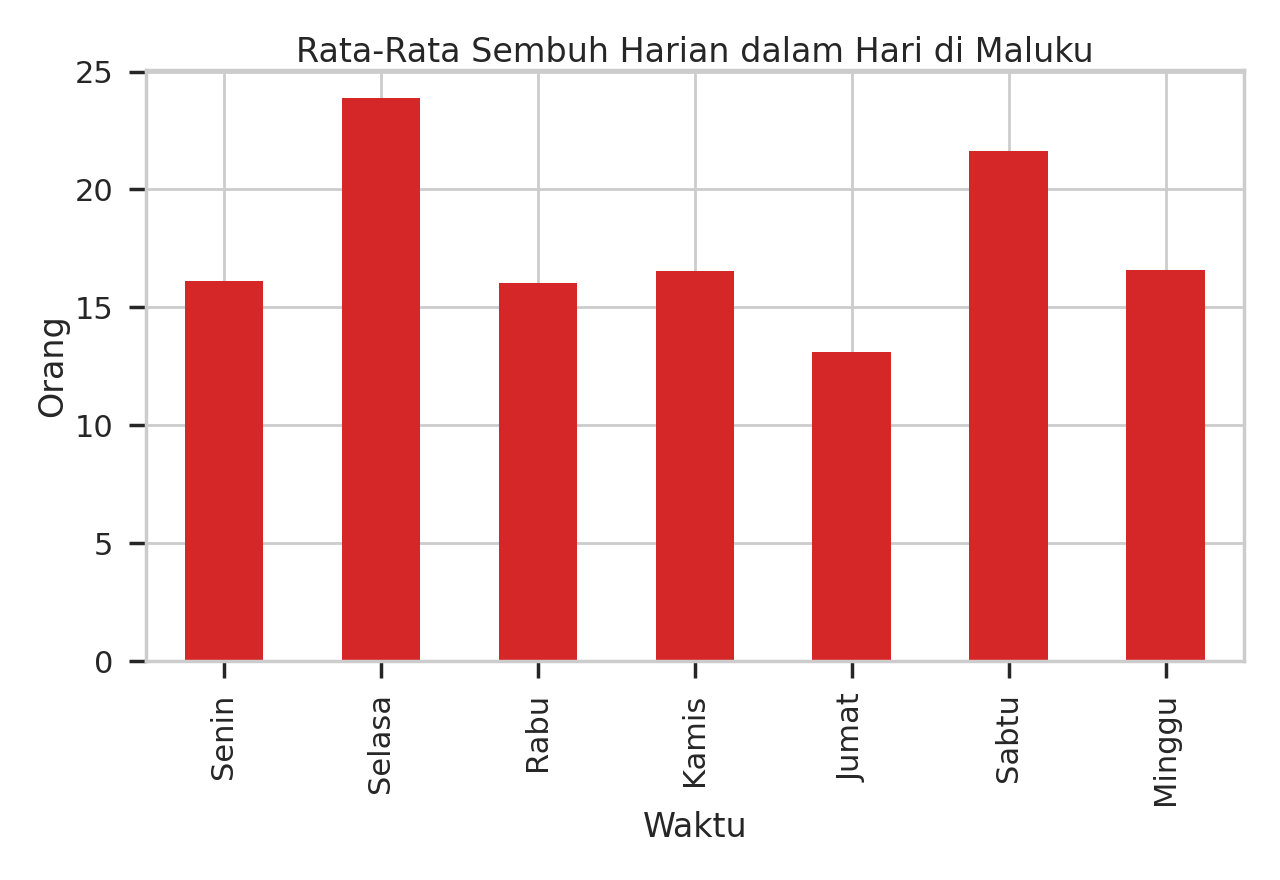 Rata-Rata Sembuh Harian dalam Hari di Maluku
25
20
15
10
5
0
Orang
Senin
Selasa
Rabu
Kamis
Jumat
Sabtu
Minggu
Waktu